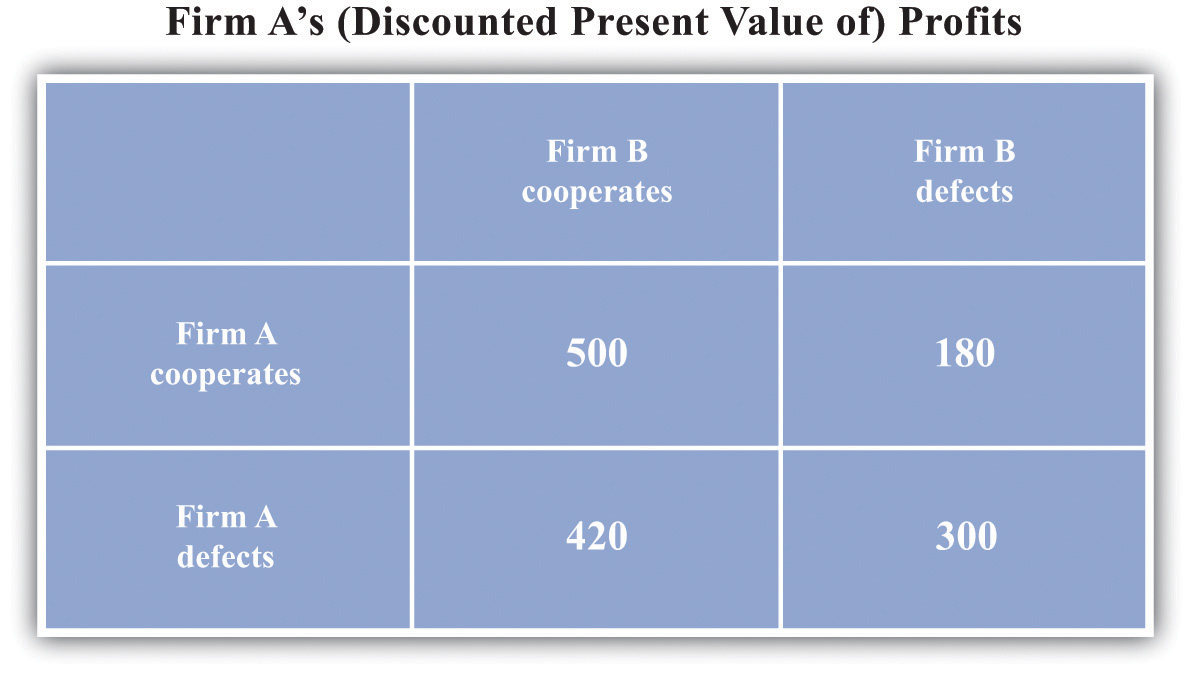 Firm A's (Discounted Present Value of) Profits
Firm B
cooperates
Firm B
defects
Firm A
cooperates
500
180
Firm A
defects
420
300